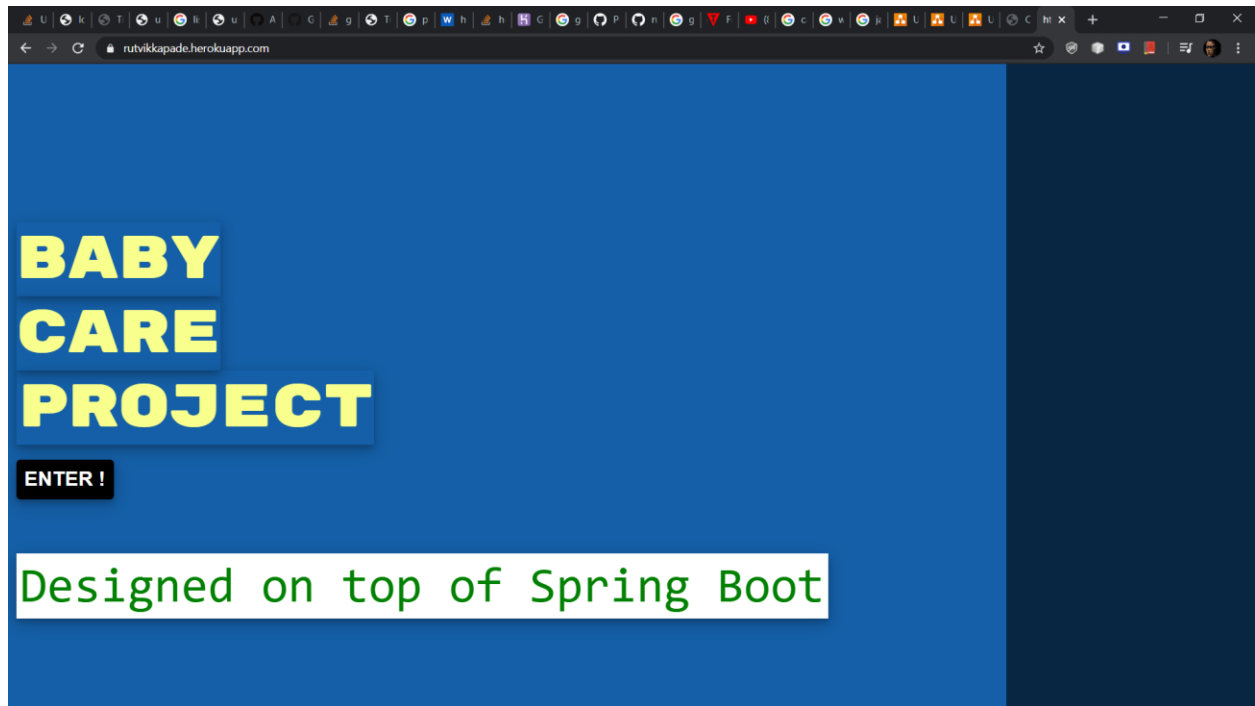 rutvikkapade.herokuapp.com
BABY
CARE
PROJECT
ENTER !
Designed on top of Spring Boot